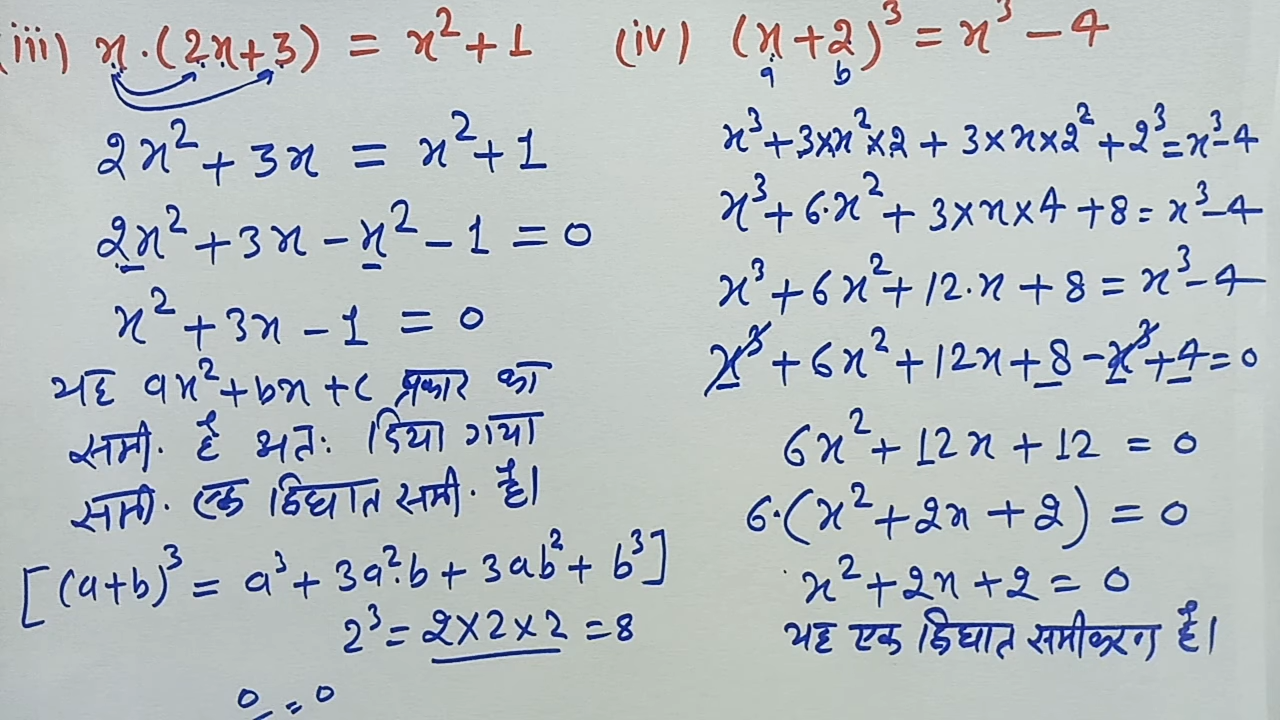 (iii) x.(2x+3) = x²+1
2x²+3x = x²+1
2x²+3x-x²-1 = 0
x²+3x-1 = 0
यह ax²+bx+c प्रकार का
समी. है अतः दिया गया
समी. एक द्विघात समी. है।
[(a+b)³ = a³+3a².b+3ab²+b³]
2³ = 2×2×2 = 8
0 = 0
(iv) (x+2)³ = x³-4
a b
x³+3×x²×2+3×x×2²+2³=x³-4
x³+6.x²+3×x×4+8=x³-4
x³+6x²+12.x+8=x³-4
x³+6x²+12x+8-x³+4=0
6x²+12x+12=0
6.(x²+2x+2)=0
x²+2x+2=0
यह एक द्विघात समीकरण है।